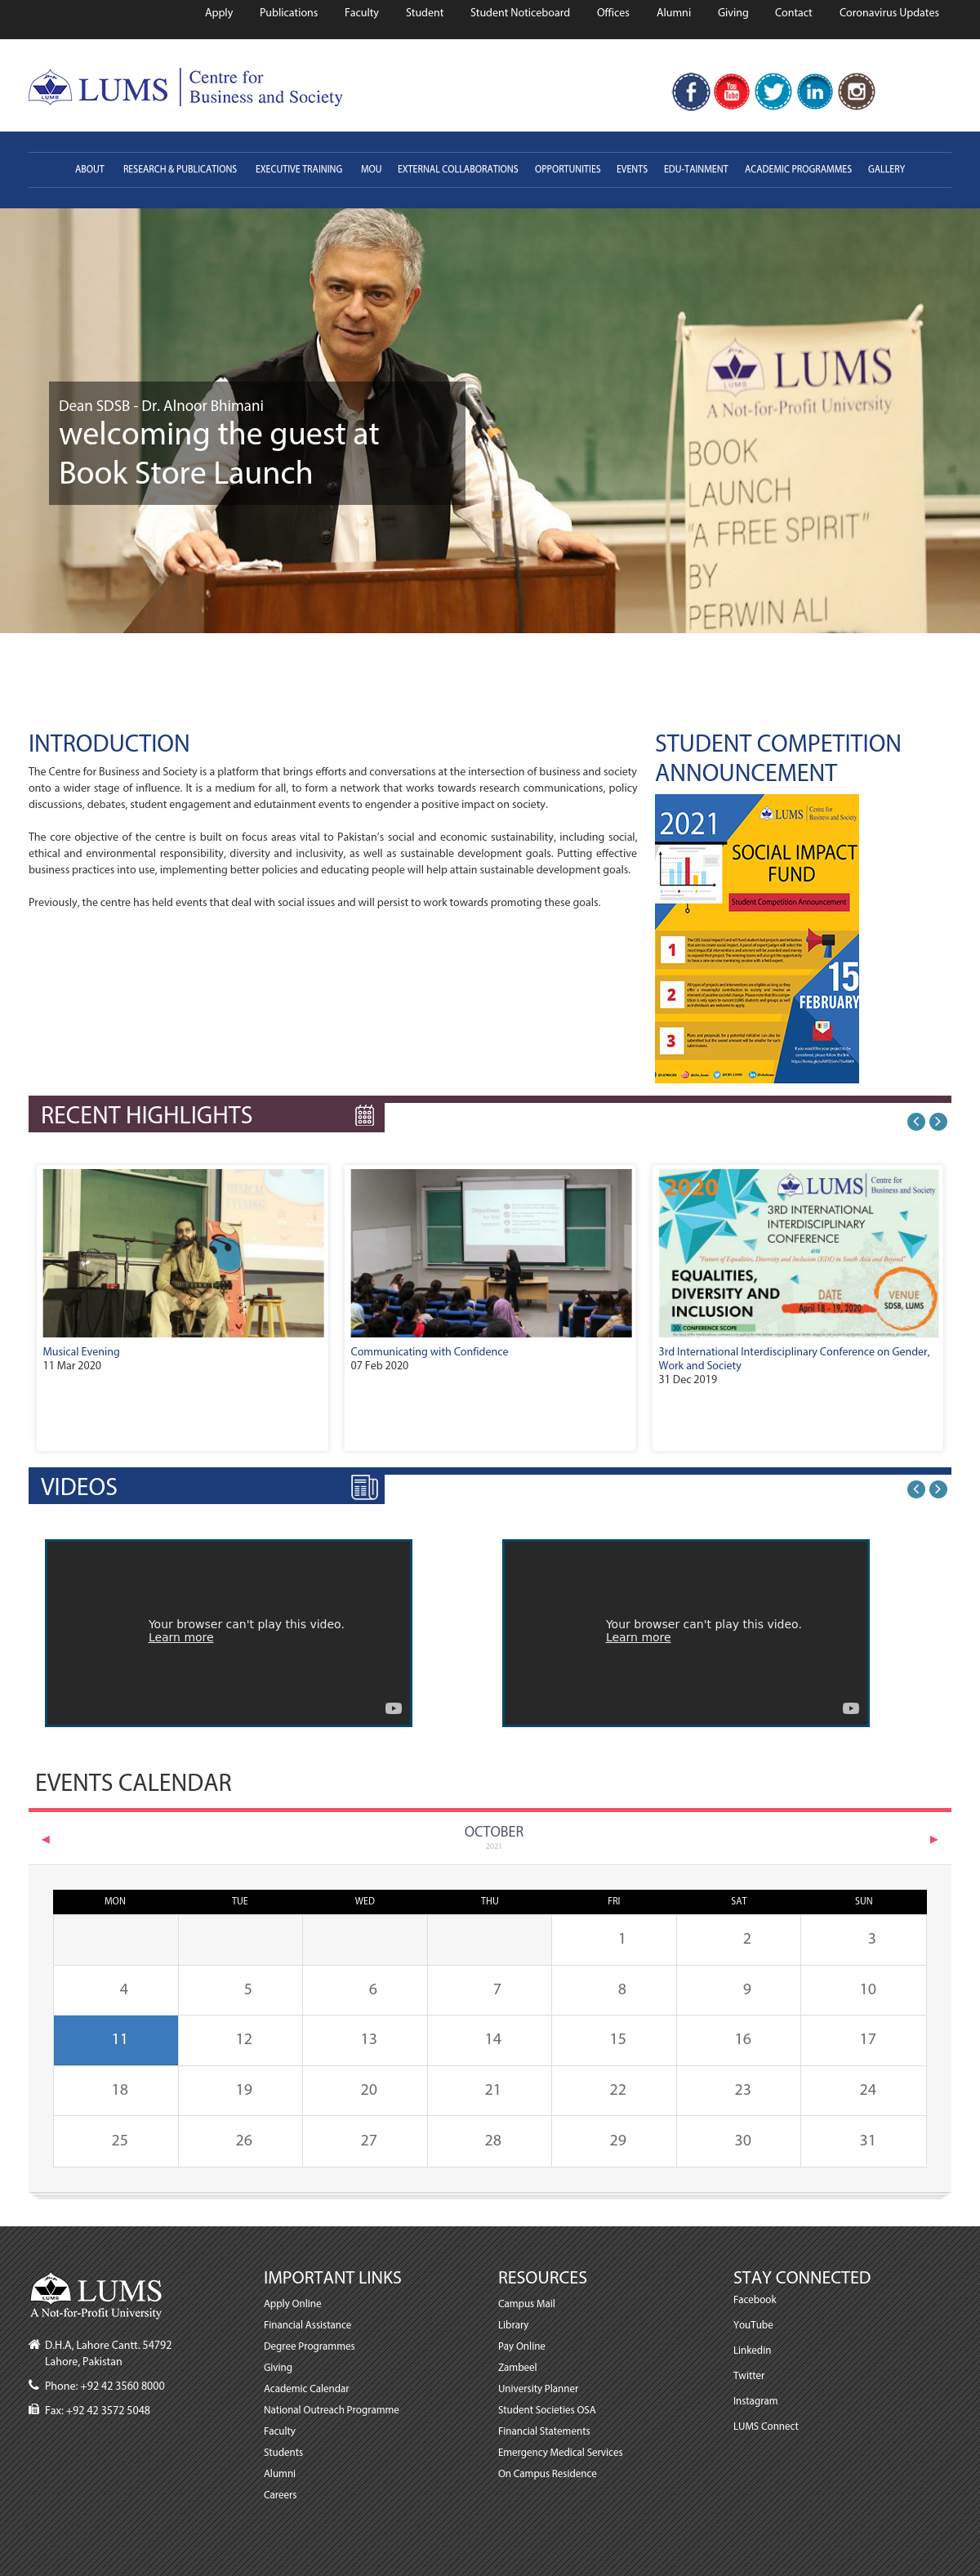 Apply Publications Faculty Student Student Noticeboard Offices Alumni Giving Contact Coronavirus Updates
LUMS Centre for
Business and Society
ABOUT RESEARCH & PUBLICATIONS EXECUTIVE TRAINING MOU EXTERNAL COLLABORATIONS OPPORTUNITIES EVENTS EDU-TAINMENT ACADEMIC PROGRAMMES GALLERY
Dean SDSB - Dr. Alnoor Bhimani
welcoming the guest at
Book Store Launch
LUMS
A Not-for-Profit University
BOOK
LAUNCH
"A FREE SPIRIT"
BY
PERWIN ALI
INTRODUCTION
The Centre for Business and Society is a platform that brings efforts and conversations at the intersection of business and society
onto a wider stage of influence. It is a medium for all, to form a network that works towards research communications, policy
discussions, debates, student engagement and edutainment events to engender a positive impact on society.
The core objective of the centre is built on focus areas vital to Pakistan's social and economic sustainability, including social,
ethical and environmental responsibility, diversity and inclusivity, as well as sustainable development goals. Putting effective
business practices into use, implementing better policies and educating people will help attain sustainable development goals.
Previously, the centre has held events that deal with social issues and will persist to work towards promoting these goals.
STUDENT COMPETITION
ANNOUNCEMENT
2021
LUMS Centre for
Business and Society
SOCIAL IMPACT
FUND
Student Competition Announcement
1
2
3
15
FEBRUARY
RECENT HIGHLIGHTS
MUSICAL
EVENING
Musical Evening
11 Mar 2020
Communicating with Confidence
07 Feb 2020
2020
LUMS Centre for
Business and Society
3RD INTERNATIONAL
INTERDISCIPLINARY
CONFERENCE
on
"Future of Equalities, Diversity and Inclusion (EDI) in South Asia and Beyond"
EQUALITIES,
DIVERSITY AND
INCLUSION
DATE
April 18 - 19, 2020
VENUE
SDSB, LUMS
CONFERENCE SCOPE
3rd International Interdisciplinary Conference on Gender,
Work and Society
31 Dec 2019
VIDEOS
Your browser can't play this video.
Learn more
Your browser can't play this video.
Learn more
EVENTS CALENDAR
OCTOBER
2021
MON TUE WED THU FRI SAT SUN
1 2 3
4 5 6 7 8 9 10
11 12 13 14 15 16 17
18 19 20 21 22 23 24
25 26 27 28 29 30 31
LUMS
A Not-for-Profit University
D.H.A, Lahore Cantt. 54792
Lahore, Pakistan
Phone: +92 42 3560 8000
Fax: +92 42 3572 5048
IMPORTANT LINKS
Apply Online
Financial Assistance
Degree Programmes
Giving
Academic Calendar
National Outreach Programme
Faculty
Students
Alumni
Careers
RESOURCES
Campus Mail
Library
Pay Online
Zambeel
University Planner
Student Societies OSA
Financial Statements
Emergency Medical Services
On Campus Residence
STAY CONNECTED
Facebook
YouTube
Linkedin
Twitter
Instagram
LUMS Connect